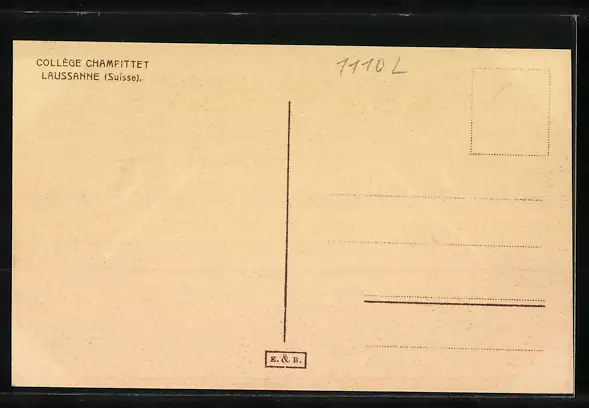 COLLÈGE CHAMPITTET
LAUSSANNE (Suisse).
1110 L
E. & B.